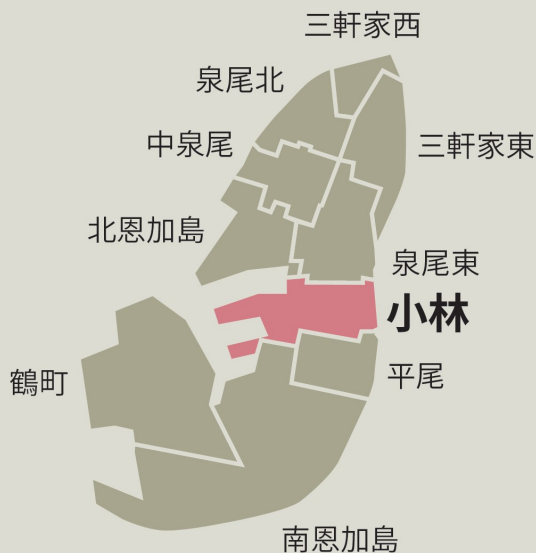 三軒家西
泉尾北
中泉尾
三軒家東
北恩加島
泉尾東
小林
鶴町
平尾
南恩加島